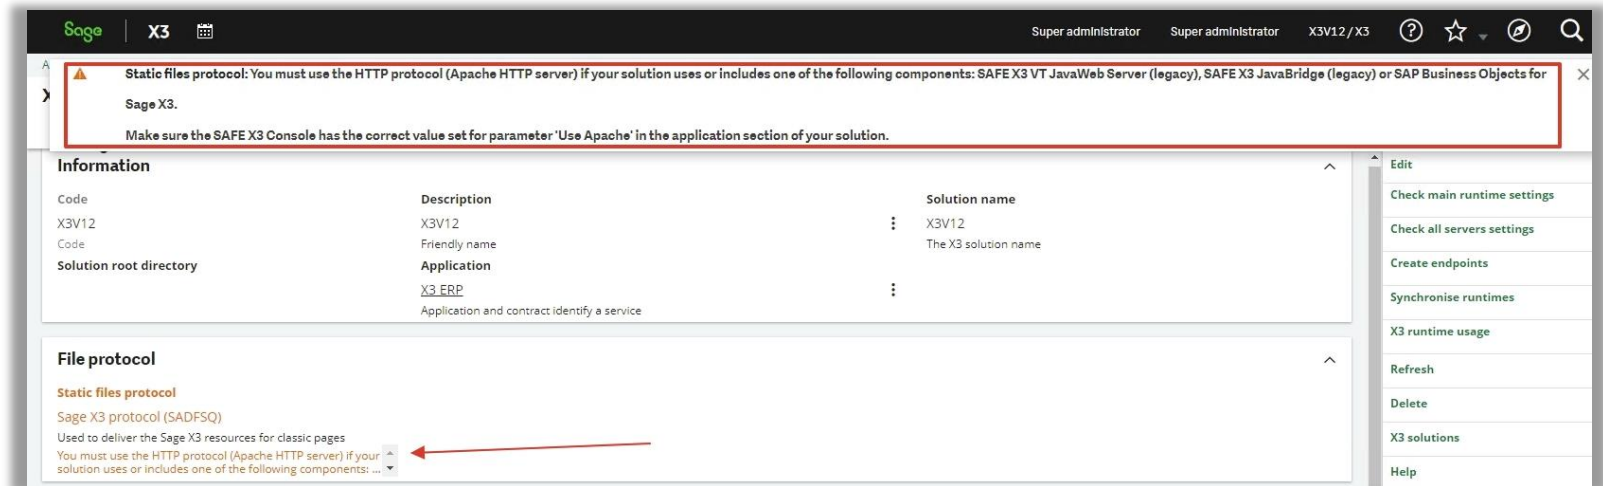 Sage X3
Super administrator Super administrator X3V12 / X3
A
Static files protocol: You must use the HTTP protocol (Apache HTTP server) if your solution uses or includes one of the following components: SAFE X3 VT JavaWeb Server (legacy), SAFE X3 JavaBridge (legacy) or SAP Business Objects for
Sage X3.
Make sure the SAFE X3 Console has the correct value set for parameter 'Use Apache' in the application section of your solution.
Information
Code Description Solution name
X3V12 X3V12 X3V12
Code Friendly name The X3 solution name
Solution root directory Application
X3 ERP
Application and contract identify a service
File protocol
Static files protocol
Sage X3 protocol (SADFSQ)
Used to deliver the Sage X3 resources for classic pages
You must use the HTTP protocol (Apache HTTP server) if your
solution uses or includes one of the following components: ...
Edit
Check main runtime settings
Check all servers settings
Create endpoints
Synchronise runtimes
X3 runtime usage
Refresh
Delete
X3 solutions
Help